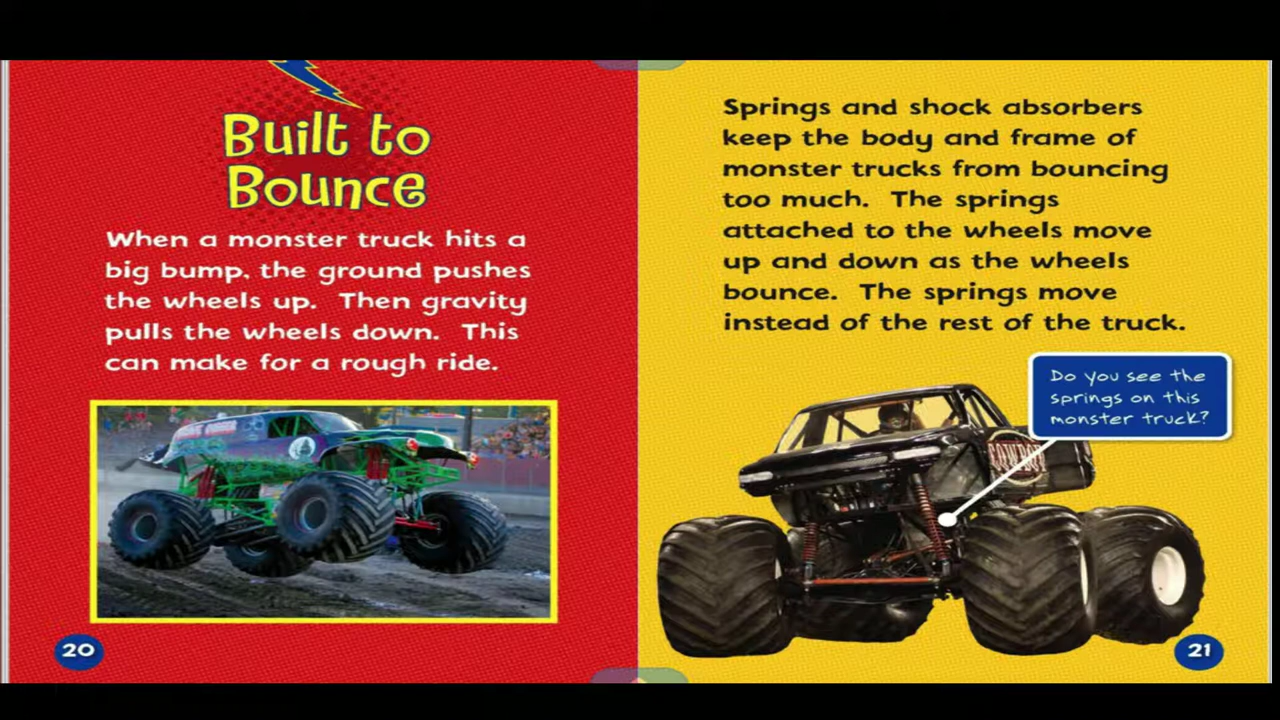 Built to
Bounce
When a monster truck hits a
big bump, the ground pushes
the wheels up. Then gravity
pulls the wheels down. This
can make for a rough ride.
20
Springs and shock absorbers
keep the body and frame of
monster trucks from bouncing
too much. The springs
attached to the wheels move
up and down as the wheels
bounce. The springs move
instead of the rest of the truck.
Do you see the
springs on this
monster truck?
21